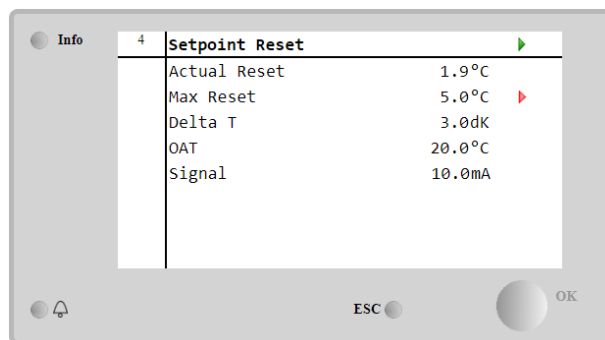 Info
4 Setpoint Reset
Actual Reset 1.9°C
Max Reset 5.0°C
Delta T 3.0dK
OAT 20.0°C
Signal 10.0mA
ESC OK